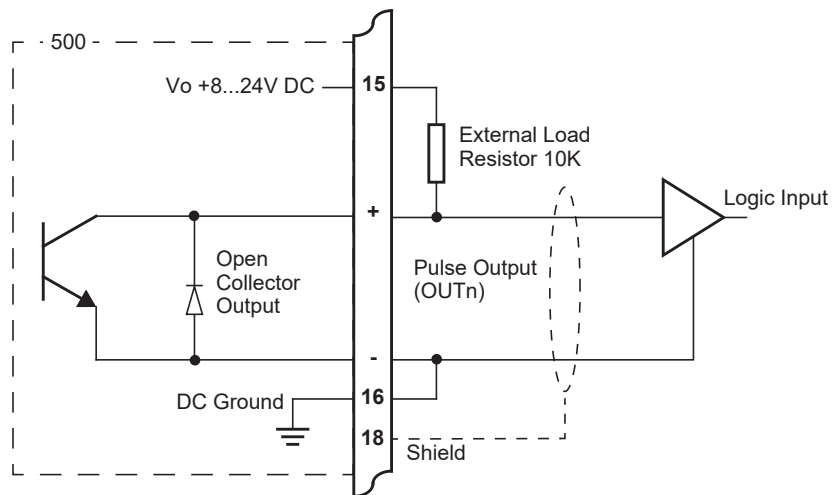 500
Vo +8...24V DC
15
External Load
Resistor 10K
+
Logic Input
Open
Collector
Output
Pulse Output
(OUTn)
-
DC Ground
16
18
Shield